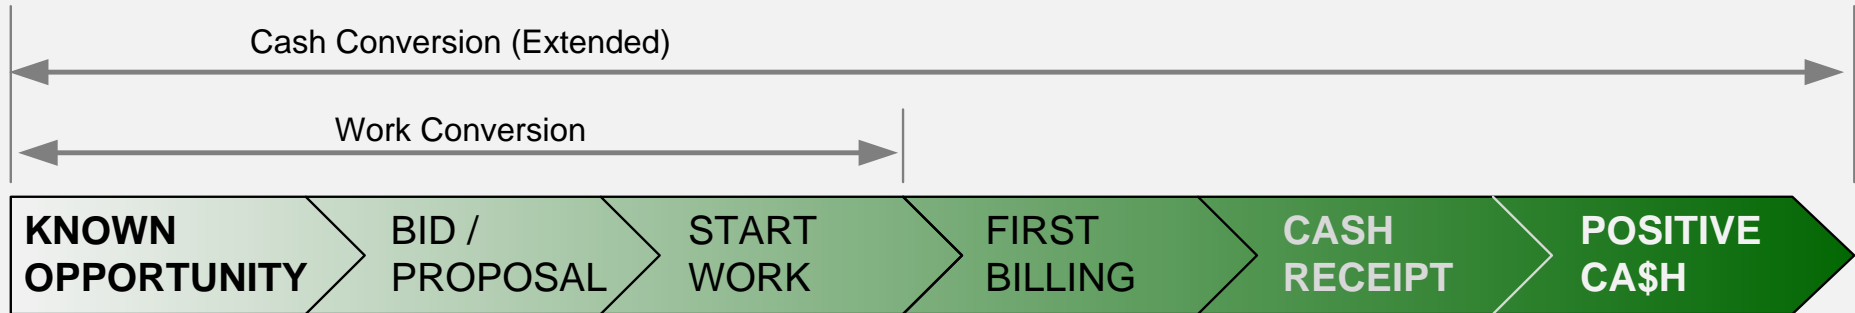 Cash Conversion (Extended)
Work Conversion
KNOWN
OPPORTUNITY
BID /
PROPOSAL
START
WORK
FIRST
BILLING
CASH
RECEIPT
POSITIVE
CA$H